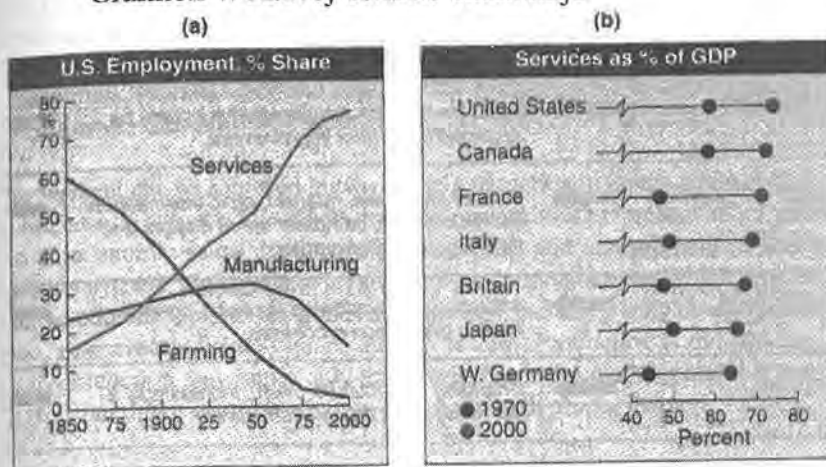 (a)
U.S. Employment, % Share
80
%
70
60
50
40
30
20
10
0
1850 75 1900 25 50 75 2000
Services
Manufacturing
Farming
(b)
Services as % of GDP
United States
Canada
France
Italy
Britain
Japan
W. Germany
1970
2000
40 50 60 70 80
Percent